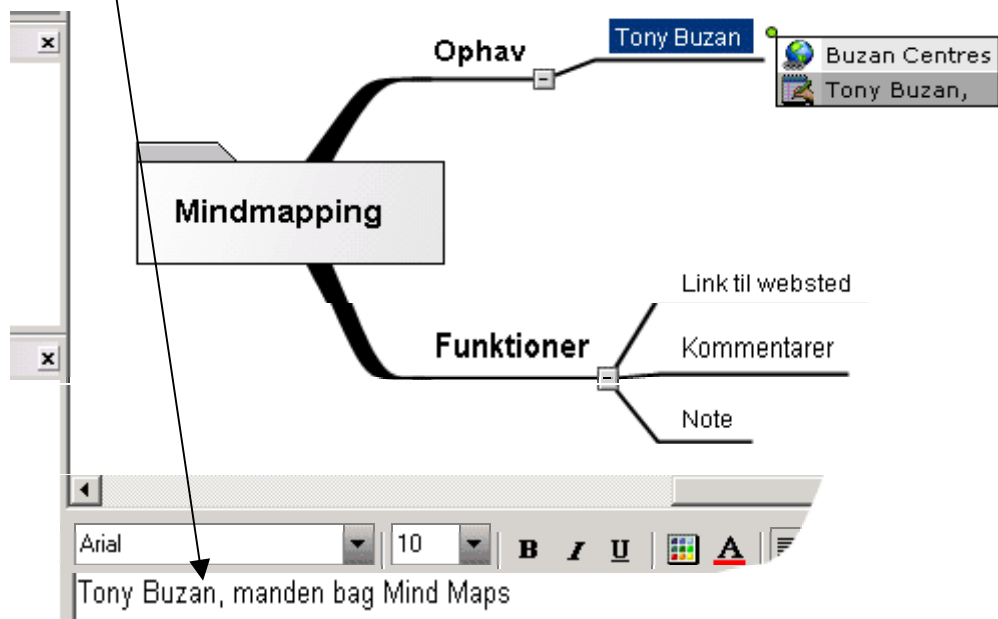 Ophav
Tony Buzan
Buzan Centres
Tony Buzan,
Mindmapping
Link til websted
Funktioner
Kommentarer
Note
Arial
10
B I U A
Tony Buzan, manden bag Mind Maps